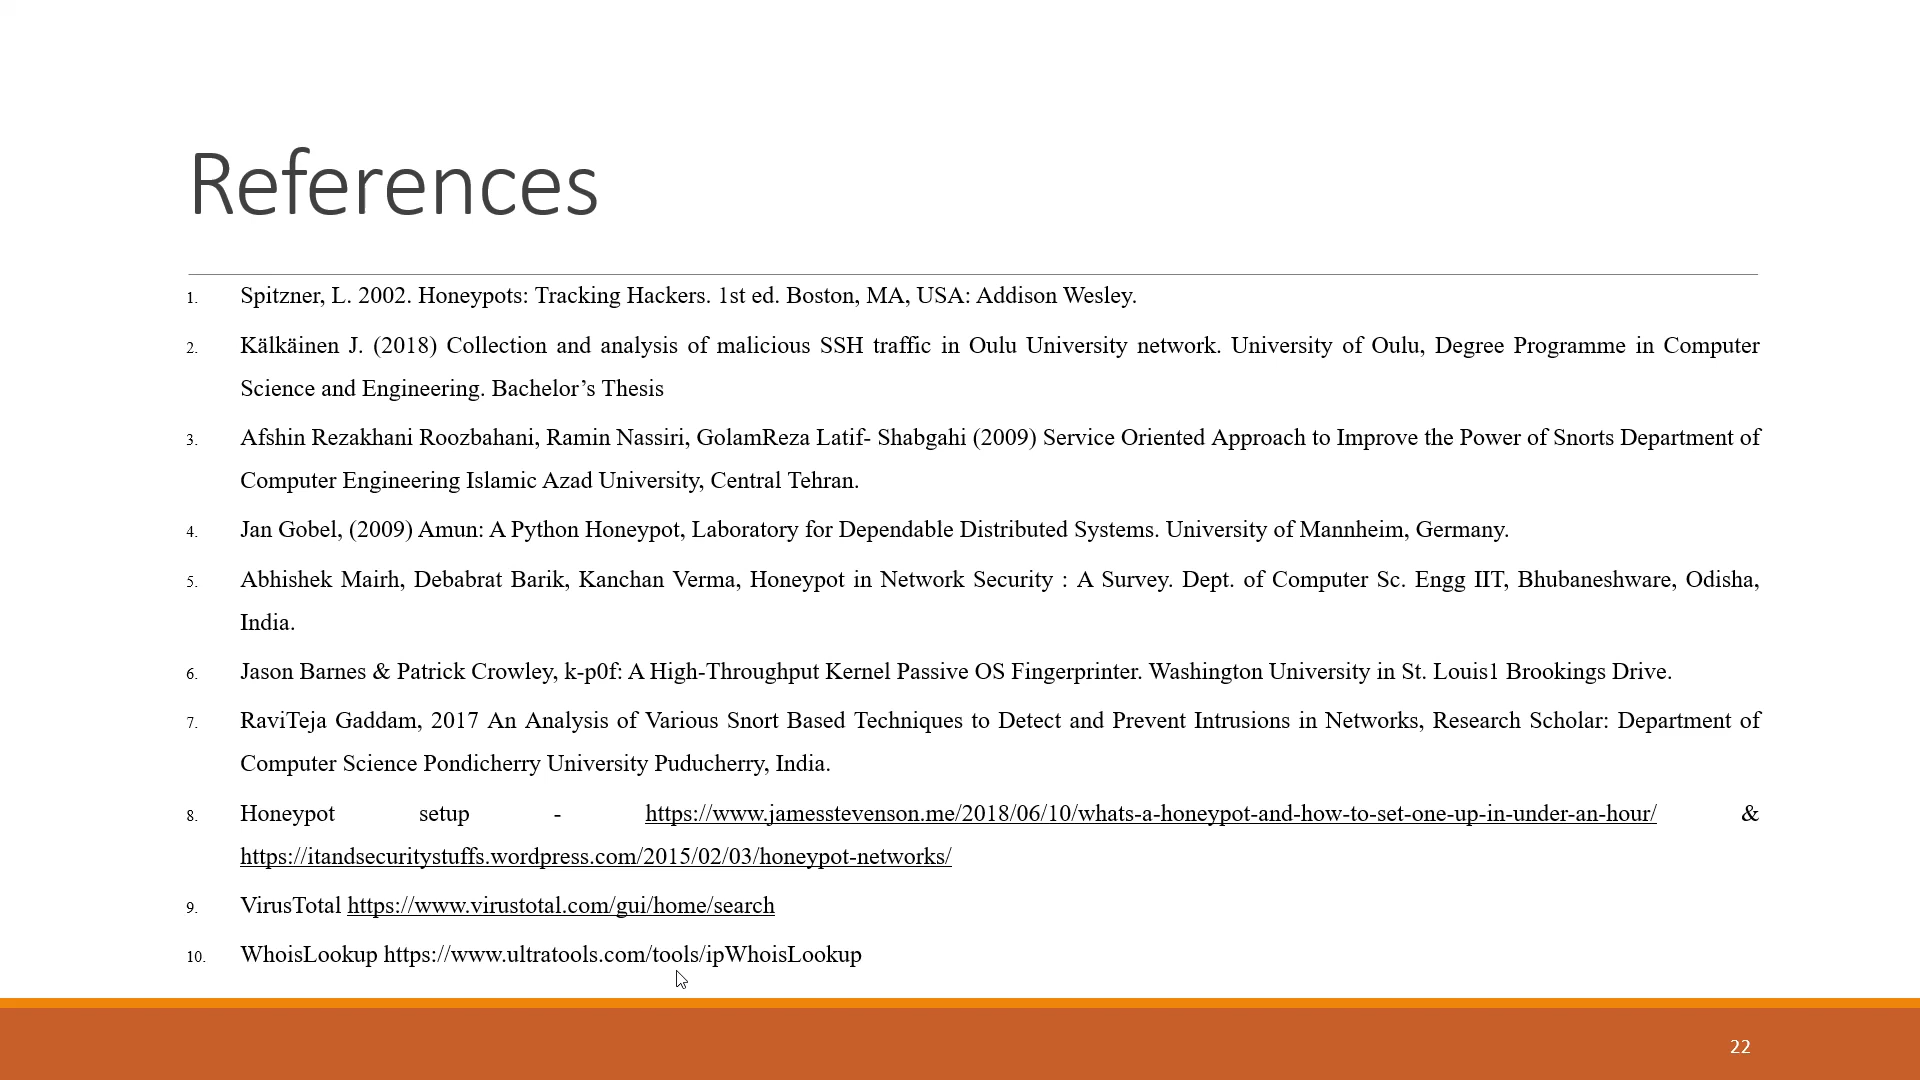 References
1. Spitzner, L. 2002. Honeypots: Tracking Hackers. 1st ed. Boston, MA, USA: Addison Wesley.
2. Kälkäinen J. (2018) Collection and analysis of malicious SSH traffic in Oulu University network. University of Oulu, Degree Programme in Computer
Science and Engineering. Bachelor’s Thesis
3. Afshin Rezakhani Roozbahani, Ramin Nassiri, GolamReza Latif- Shabgahi (2009) Service Oriented Approach to Improve the Power of Snorts Department of
Computer Engineering Islamic Azad University, Central Tehran.
4. Jan Gobel, (2009) Amun: A Python Honeypot, Laboratory for Dependable Distributed Systems. University of Mannheim, Germany.
5. Abhishek Mairh, Debabrat Barik, Kanchan Verma, Honeypot in Network Security : A Survey. Dept. of Computer Sc. Engg IIT, Bhubaneshware, Odisha,
India.
6. Jason Barnes & Patrick Crowley, k-p0f: A High-Throughput Kernel Passive OS Fingerprinter. Washington University in St. Louis1 Brookings Drive.
7. RaviTeja Gaddam, 2017 An Analysis of Various Snort Based Techniques to Detect and Prevent Intrusions in Networks, Research Scholar: Department of
Computer Science Pondicherry University Puducherry, India.
8. Honeypot setup - https://www.jamesstevenson.me/2018/06/10/whats-a-honeypot-and-how-to-set-one-up-in-under-an-hour/ &
https://itandsecuritystuffs.wordpress.com/2015/02/03/honeypot-networks/
9. VirusTotal https://www.virustotal.com/gui/home/search
10. WhoisLookup https://www.ultratools.com/tools/ipWhoisLookup
22